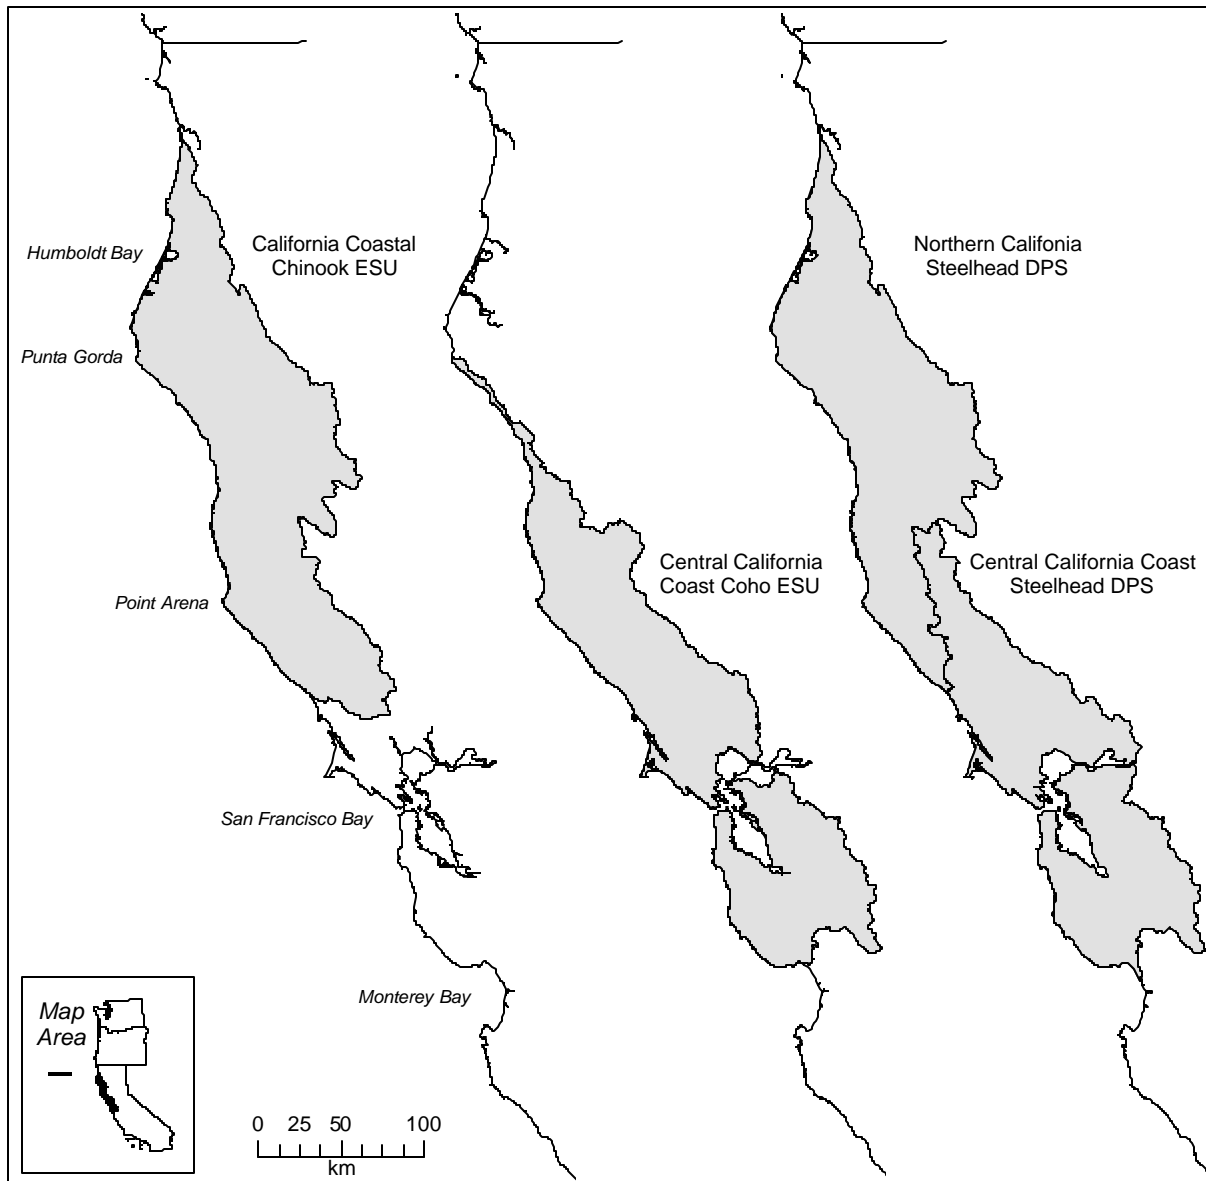 Humboldt Bay
California Coastal
Chinook ESU
Northern Califonia
Steelhead DPS
Punta Gorda
Central California
Coast Coho ESU
Central California Coast
Steelhead DPS
Point Arena
San Francisco Bay
Monterey Bay
Map
Area
0 25 50 100
km